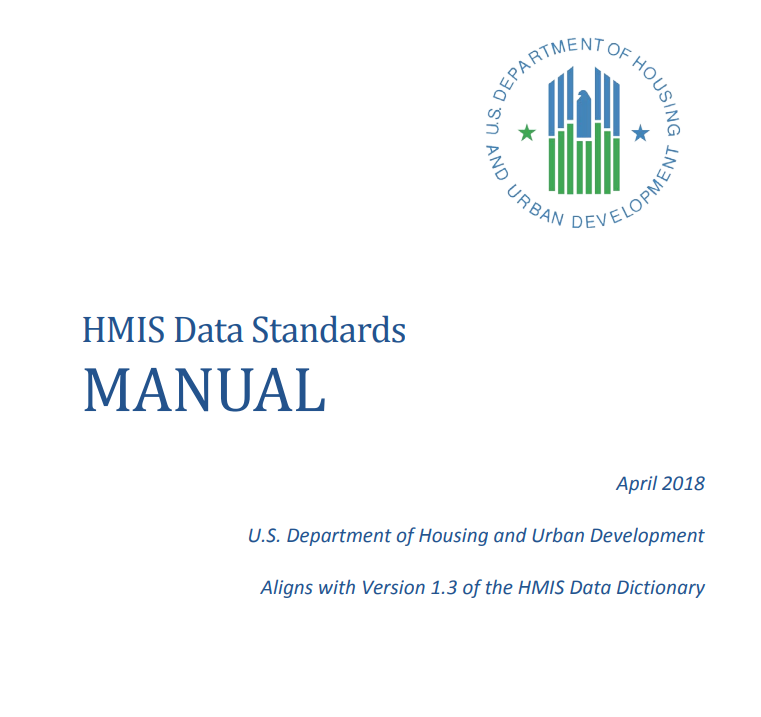 U.S. DEPARTMENT OF HOUSING
AND URBAN DEVELOPMENT
HMIS Data Standards
MANUAL
April 2018
U.S. Department of Housing and Urban Development
Aligns with Version 1.3 of the HMIS Data Dictionary